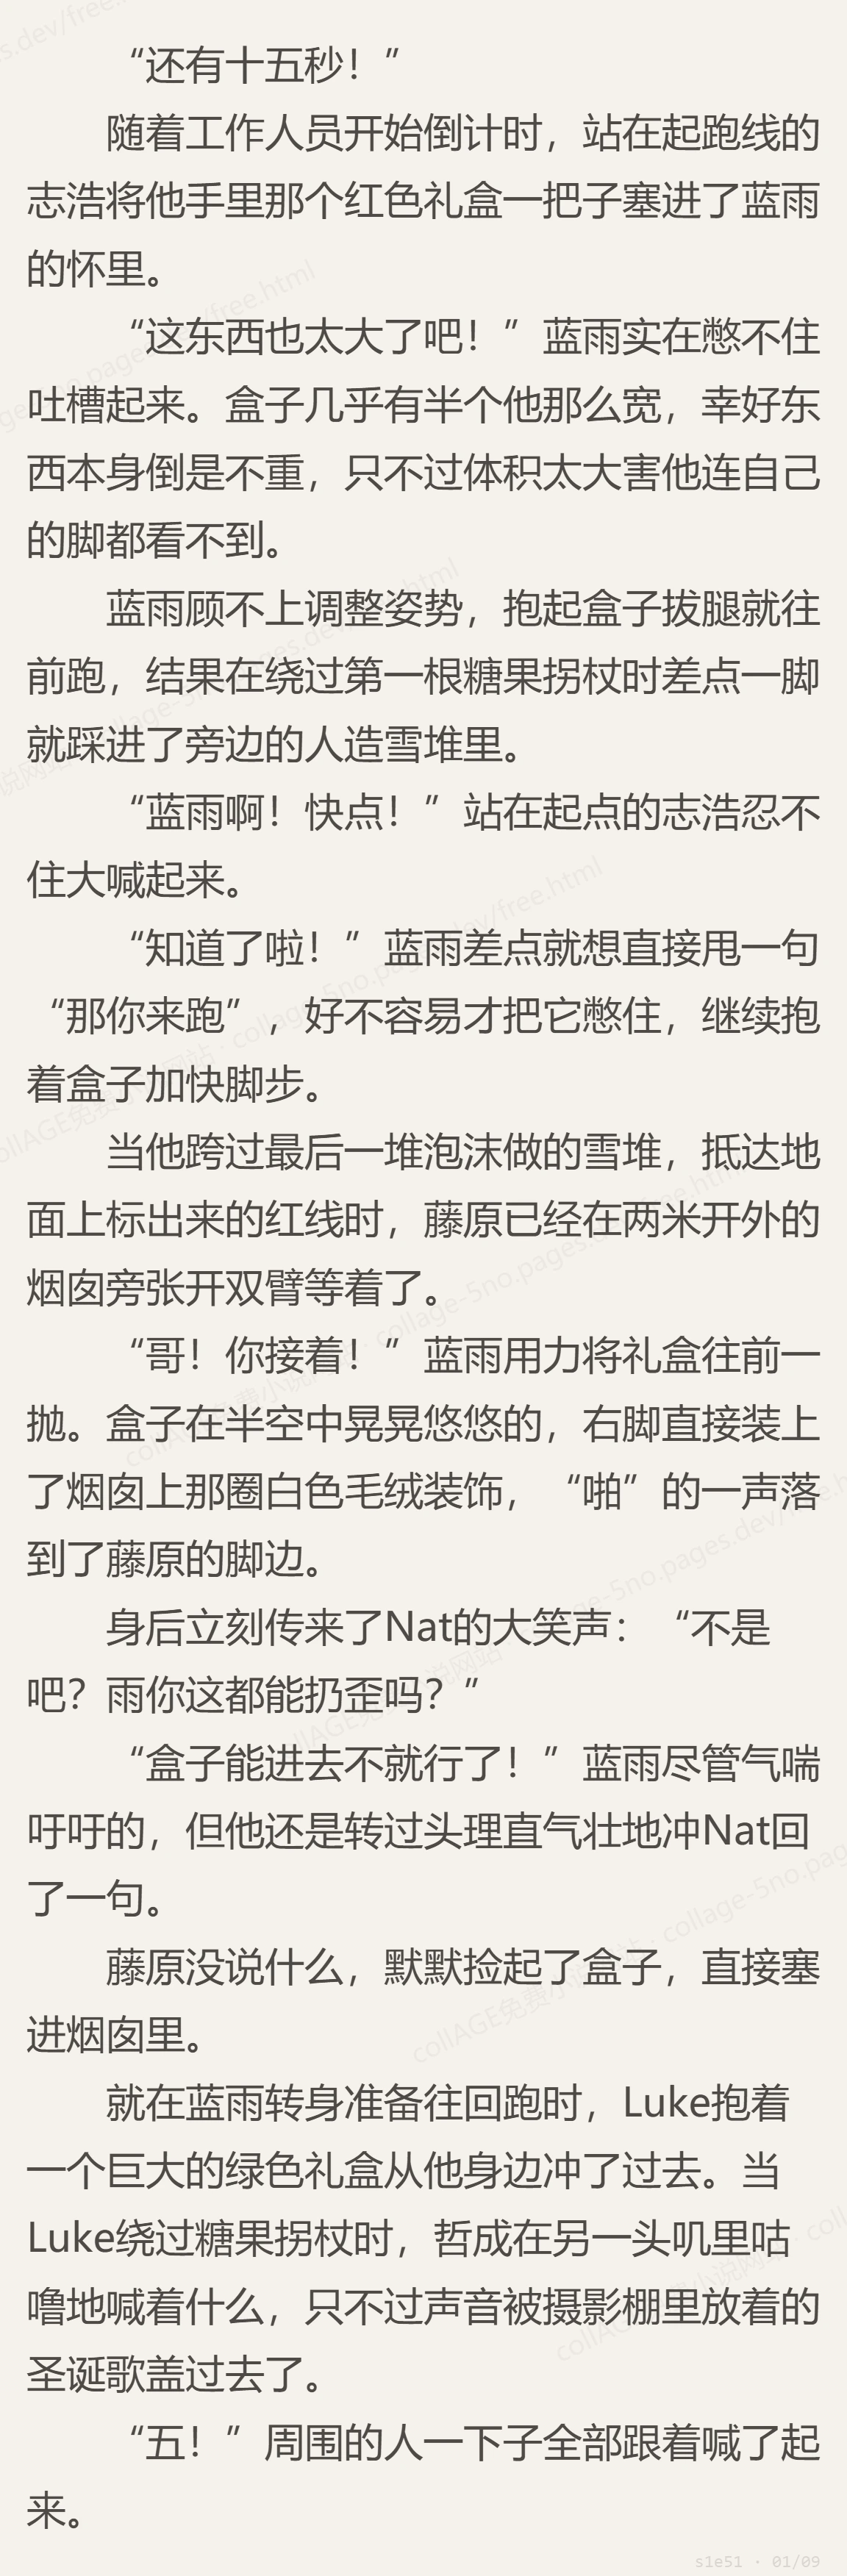 “还有十五秒！”
随着工作人员开始倒计时，站在起跑线的
志浩将他手里那个红色礼盒一把子塞进了蓝雨
的怀里。
“这东西也太大了吧！”蓝雨实在憋不住
吐槽起来。盒子几乎有半个他那么宽，幸好东
西本身倒是不重，只不过体积太大害他连自己
的脚都看不到。
蓝雨顾不上调整姿势，抱起盒子拔腿就往
前跑，结果在绕过第一根糖果拐杖时差点一脚
就踩进了旁边的人造雪堆里。
“蓝雨啊！快点！”站在起点的志浩忍不
住大喊起来。
“知道了啦！”蓝雨差点就想直接甩一句
“那你来跑”，好不容易才把它憋住，继续抱
着盒子加快脚步。
当他跨过最后一堆泡沫做的雪堆，抵达地
面上标出来的红线时，藤原已经在两米开外的
烟囱旁张开双臂等着了。
“哥！你接着！”蓝雨用力将礼盒往前一
抛。盒子在半空中晃晃悠悠的，右脚直接装上
了烟囱上那圈白色毛绒装饰，“啪”的一声落
到了藤原的脚边。
身后立刻传来了Nat的大笑声：“不是
吧？雨你这都能扔歪吗？”
“盒子能进去不就行了！”蓝雨尽管气喘
吁吁的，但他还是转过头理直气壮地冲Nat回
了一句。
藤原没说什么，默默捡起了盒子，直接塞
进烟囱里。
就在蓝雨转身准备往回跑时，Luke抱着
一个巨大的绿色礼盒从他身边冲了过去。当
Luke绕过糖果拐杖时，哲成在另一头叽里咕
噜地喊着什么，只不过声音被摄影棚里放着的
圣诞歌盖过去了。
“五！”周围的人一下子全部跟着喊了起
来。
s1e51 · 01/09
collAGE免费小说网站 · collage-5no.pages.dev/free.html